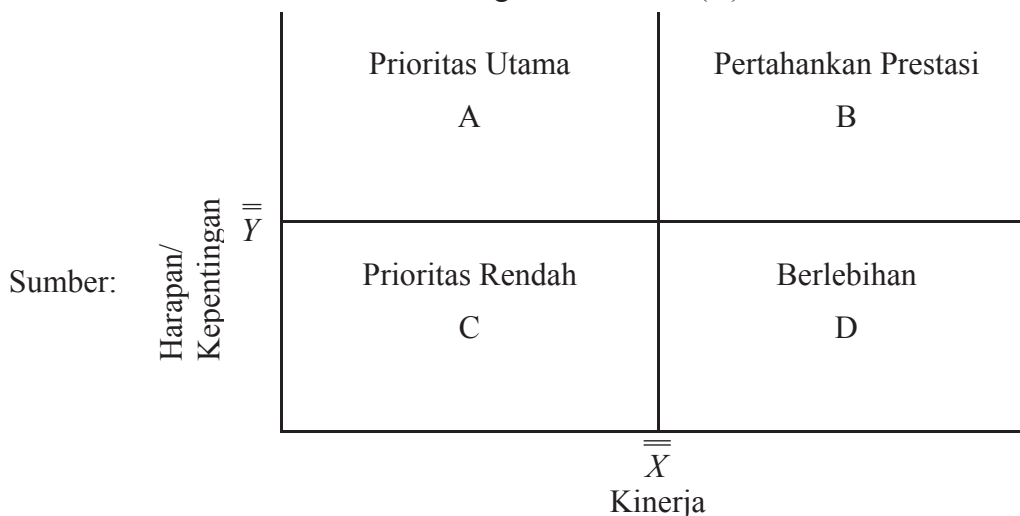 Prioritas Utama
A
Pertahankan Prestasi
B
Y
Harapan/
Kepentingan
Sumber:
Prioritas Rendah
C
Berlebihan
D
X
Kinerja